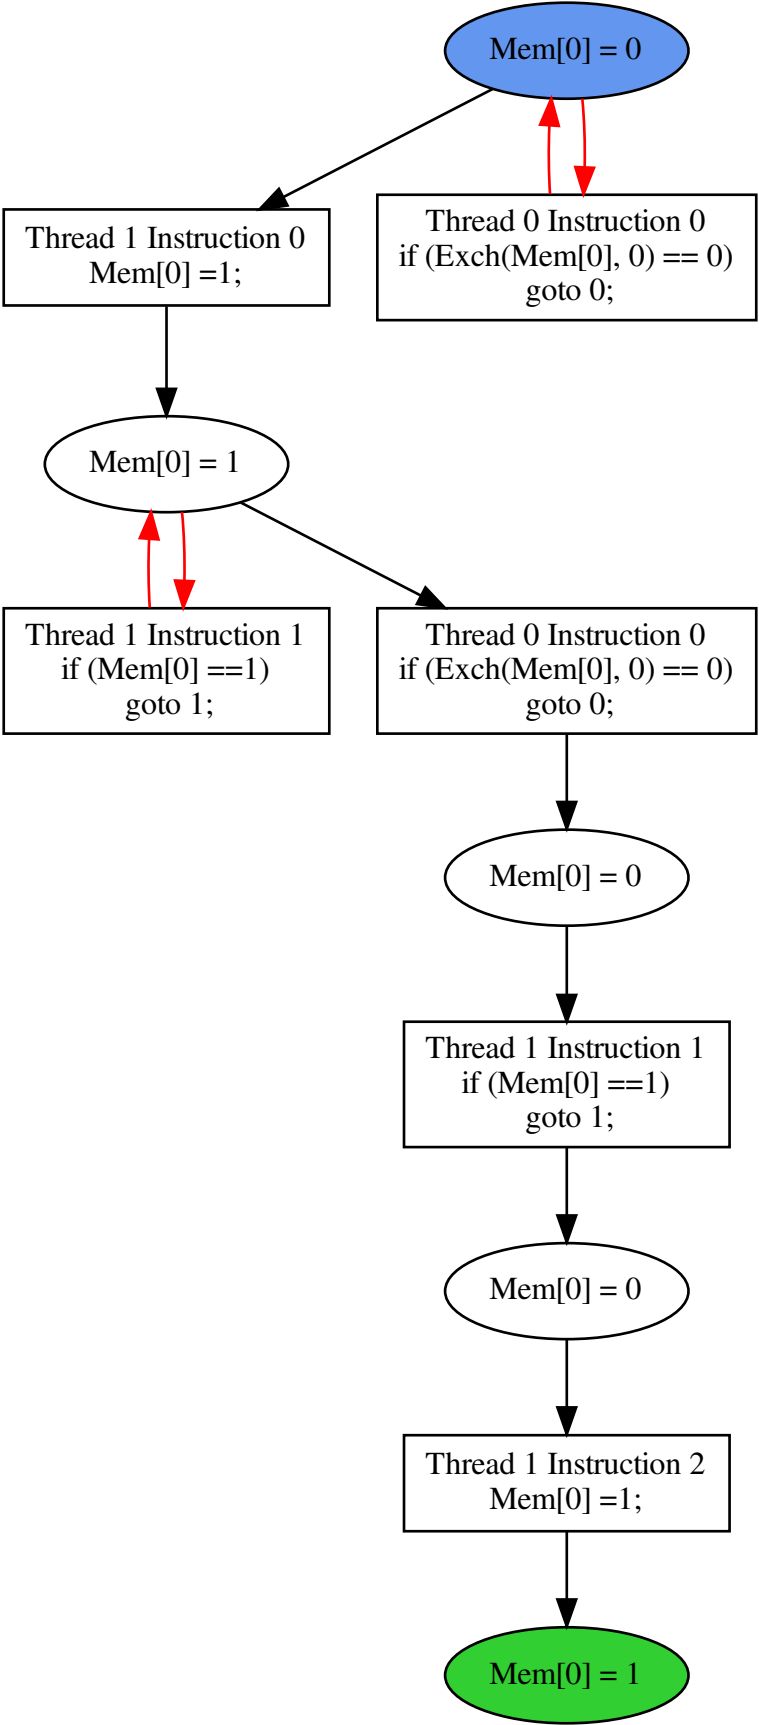 Mem[0] = 0
Thread 1 Instruction 0
Mem[0] =1;
Thread 0 Instruction 0
if (Exch(Mem[0], 0) == 0)
goto 0;
Mem[0] = 1
Thread 1 Instruction 1
if (Mem[0] ==1)
goto 1;
Thread 0 Instruction 0
if (Exch(Mem[0], 0) == 0)
goto 0;
Mem[0] = 0
Thread 1 Instruction 1
if (Mem[0] ==1)
goto 1;
Mem[0] = 0
Thread 1 Instruction 2
Mem[0] =1;
Mem[0] = 1